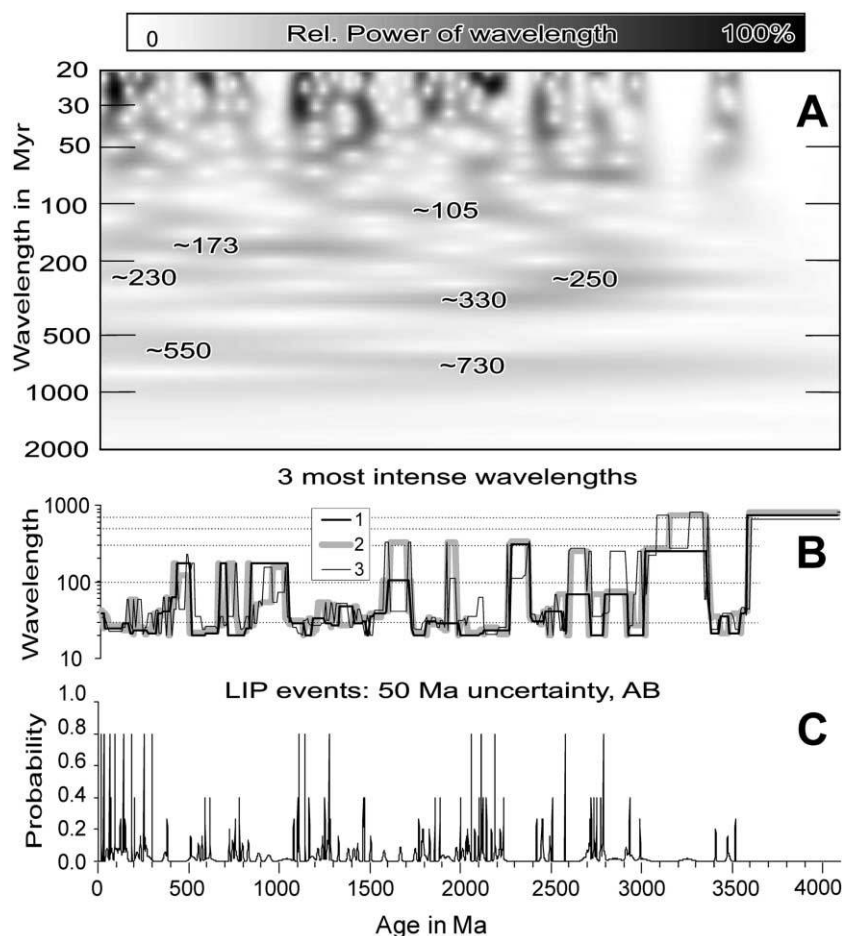 0 Rel. Power of wavelength 100%
A
Wavelength in Myr
20
30
50
100
200
500
1000
2000
~105
~173
~230
~250
~330
~550
~730
3 most intense wavelengths
B
Wavelength
1000
100
10
1
2
3
LIP events: 50 Ma uncertainty, AB
C
Probability
1.0
0.8
0.6
0.4
0.2
0.0
0 500 1000 1500 2000 2500 3000 3500 4000
Age in Ma